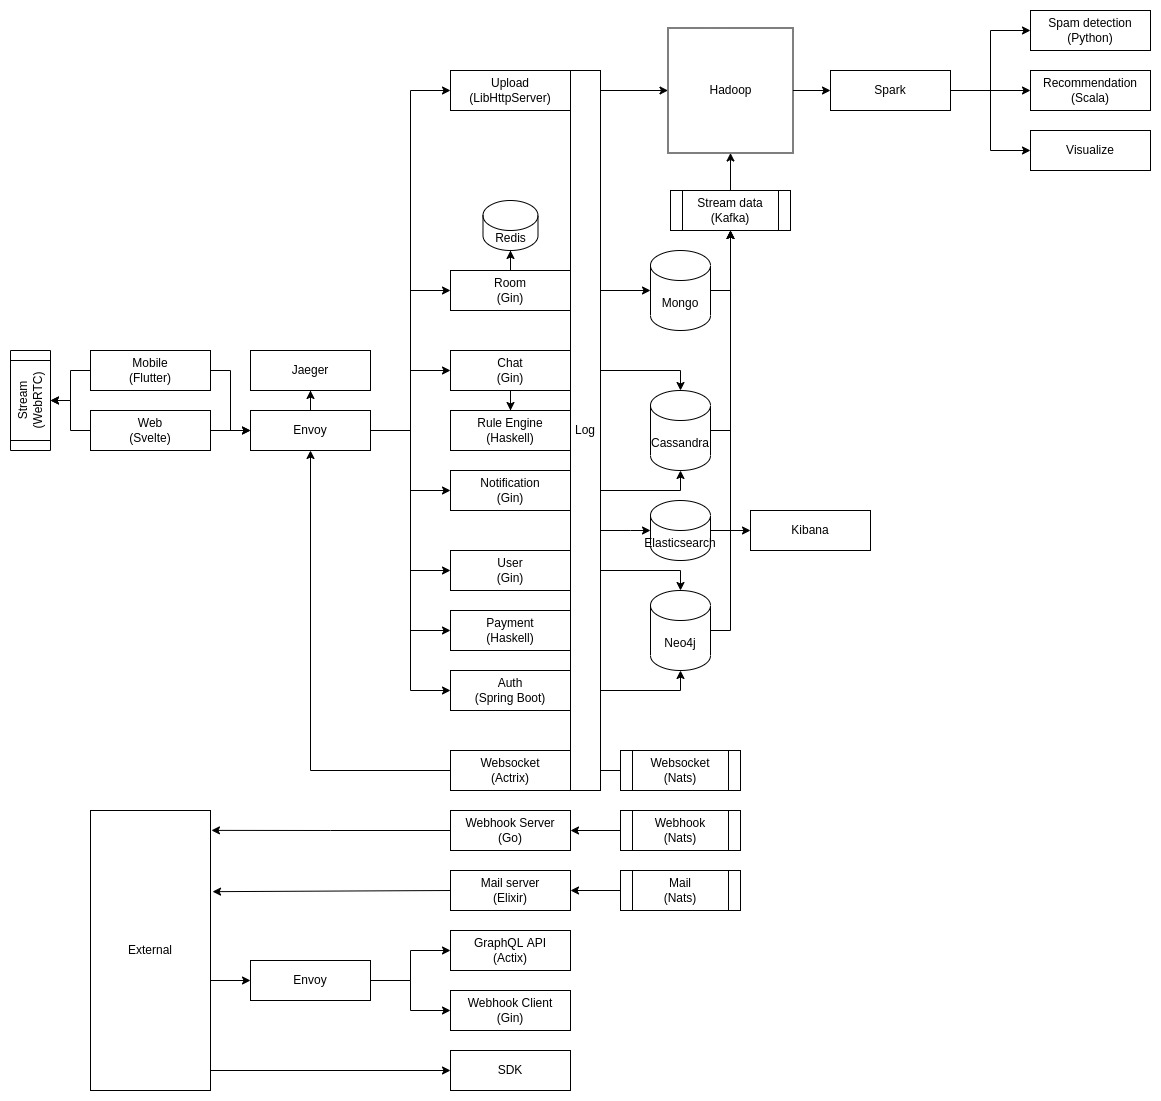 Spam detection
(Python)
Upload
(LibHttpServer)
Hadoop
Spark
Recommendation
(Scala)
Visualize
Stream data
(Kafka)
Redis
Room
(Gin)
Mongo
Stream
(WebRTC)
Mobile
(Flutter)
Jaeger
Chat
(Gin)
Web
(Svelte)
Envoy
Rule Engine
(Haskell)
Log
Cassandra
Notification
(Gin)
Elasticsearch
Kibana
User
(Gin)
Payment
(Haskell)
Neo4j
Auth
(Spring Boot)
Websocket
(Actrix)
Websocket
(Nats)
Webhook Server
(Go)
Webhook
(Nats)
Mail server
(Elixir)
Mail
(Nats)
External
GraphQL API
(Actix)
Envoy
Webhook Client
(Gin)
SDK